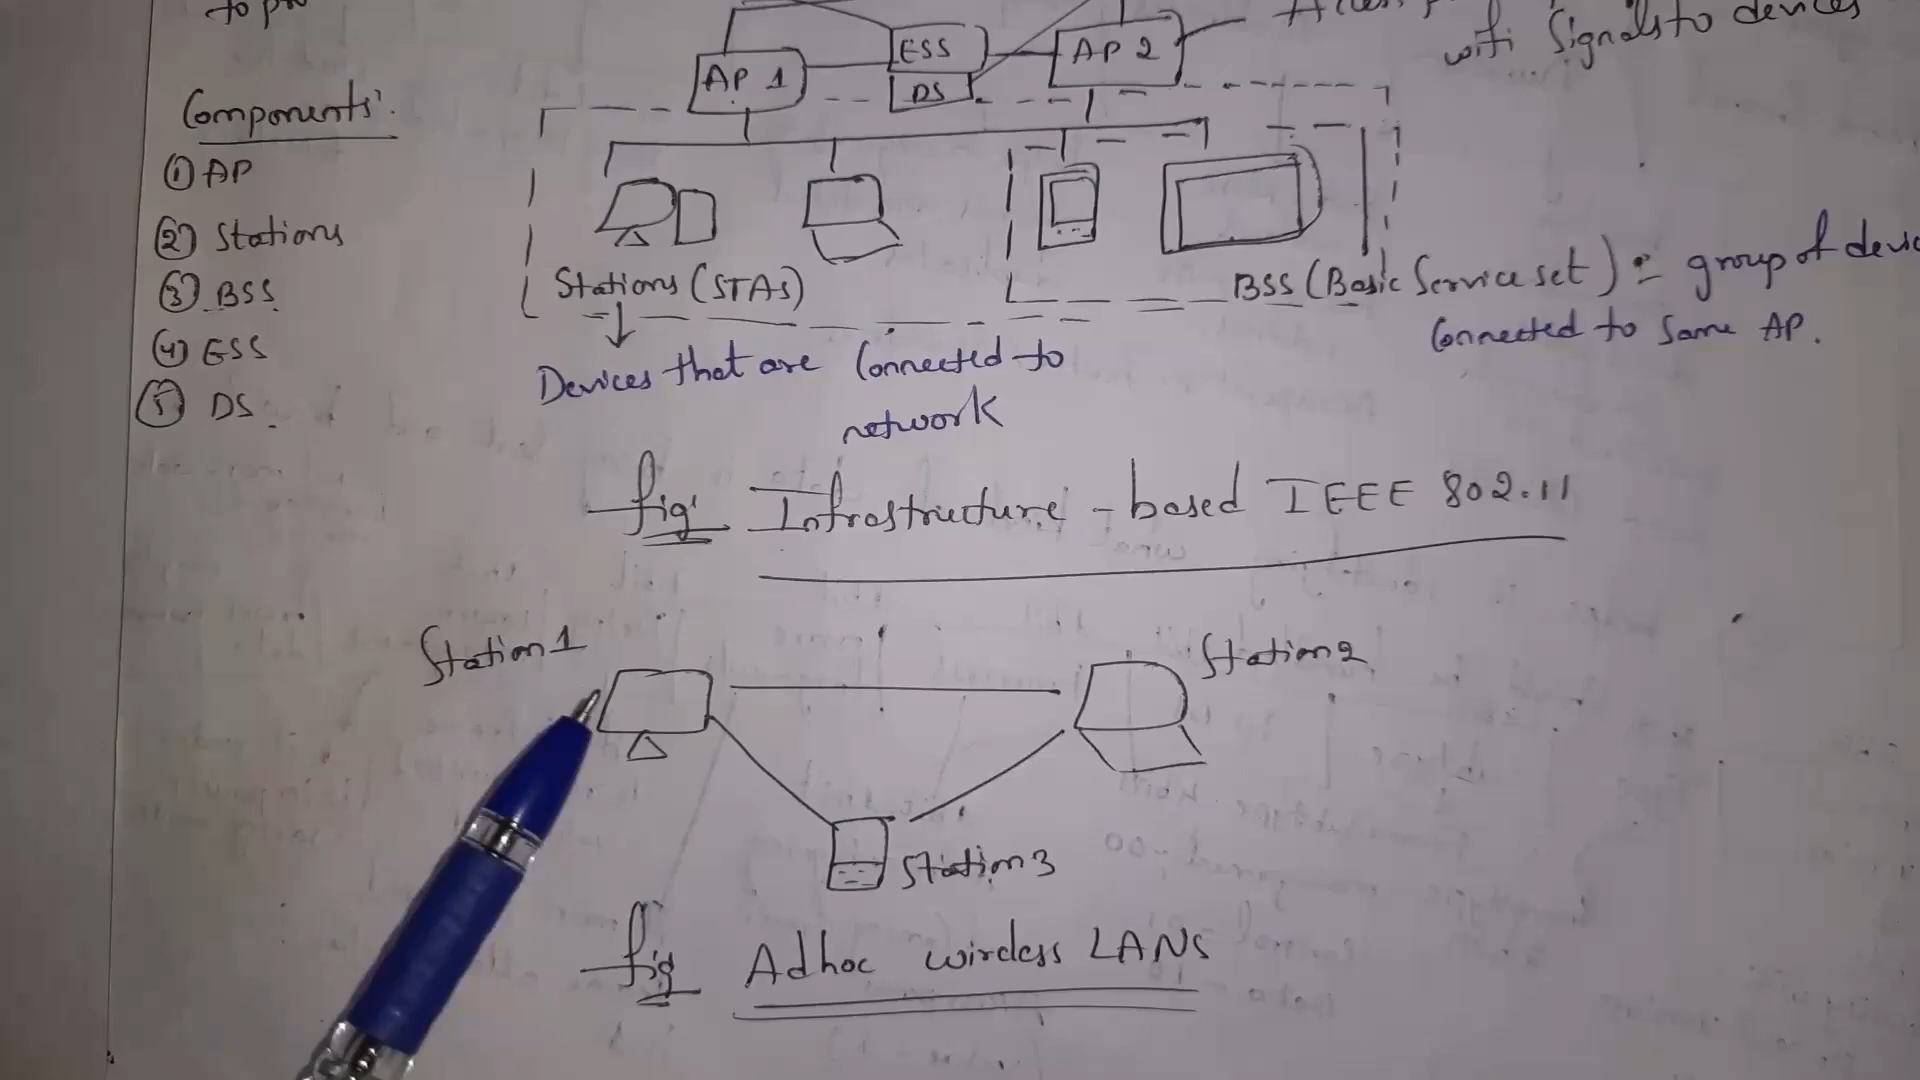 wifi Signals to devices
ESS
AP 1
AP 2
DS
Components:
① AP
② Stations
③ BSS
④ ESS
⑤ DS
Stations (STAs)
BSS (Basic Service set) = group of
Connected to same AP.
Devices that are connected to
network
fig: Infrastructure - based IEEE 802.11
Station 1
Station 2
Station 3
fig Adhoc wireless LANs